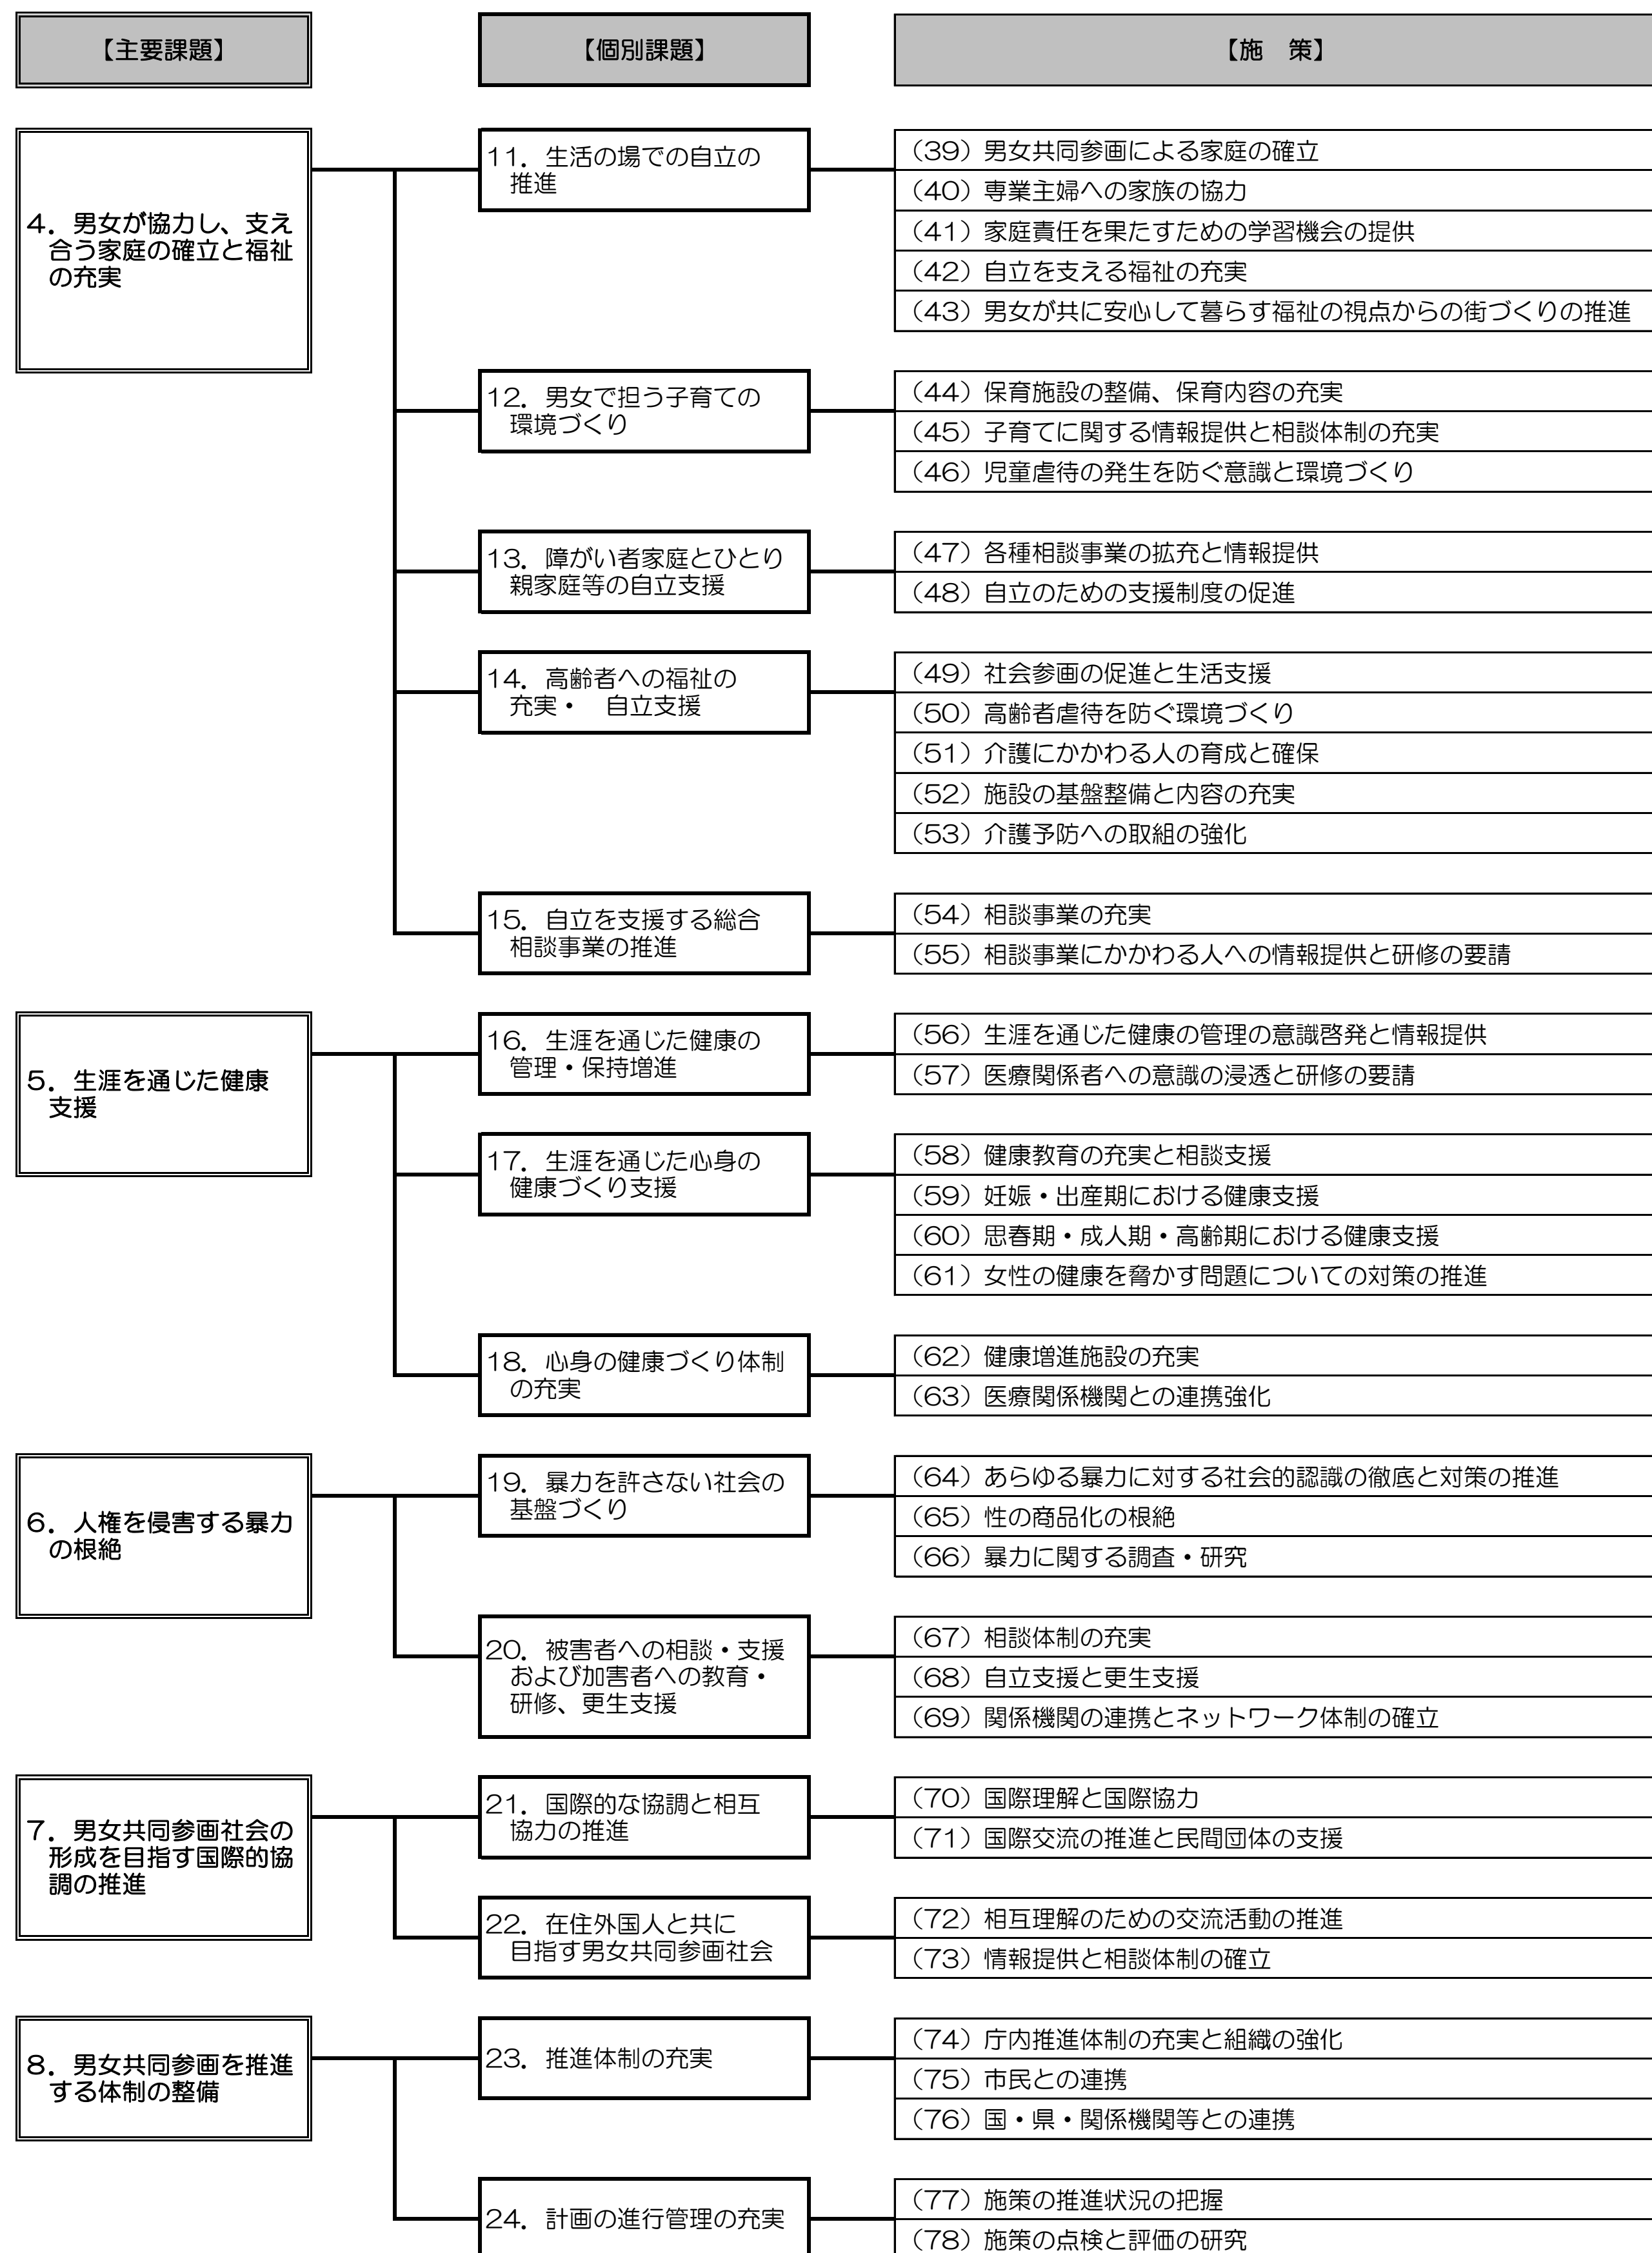 【主要課題】
【個別課題】
【施　策】
4．男女が協力し、支え
合う家庭の確立と福祉
の充実
11．生活の場での自立の
推進
（39）男女共同参画による家庭の確立
（40）専業主婦への家族の協力
（41）家庭責任を果たすための学習機会の提供
（42）自立を支える福祉の充実
（43）男女が共に安心して暮らす福祉の視点からの街づくりの推進
12．男女で担う子育ての
環境づくり
（44）保育施設の整備、保育内容の充実
（45）子育てに関する情報提供と相談体制の充実
（46）児童虐待の発生を防ぐ意識と環境づくり
13．障がい者家庭とひとり
親家庭等の自立支援
（47）各種相談事業の拡充と情報提供
（48）自立のための支援制度の促進
14．高齢者への福祉の
充実・　自立支援
（49）社会参画の促進と生活支援
（50）高齢者虐待を防ぐ環境づくり
（51）介護にかかわる人の育成と確保
（52）施設の基盤整備と内容の充実
（53）介護予防への取組の強化
15．自立を支援する総合
相談事業の推進
（54）相談事業の充実
（55）相談事業にかかわる人への情報提供と研修の要請
5．生涯を通じた健康
支援
16．生涯を通じた健康の
管理・保持増進
（56）生涯を通じた健康の管理の意識啓発と情報提供
（57）医療関係者への意識の浸透と研修の要請
17．生涯を通じた心身の
健康づくり支援
（58）健康教育の充実と相談支援
（59）妊娠・出産期における健康支援
（60）思春期・成人期・高齢期における健康支援
（61）女性の健康を脅かす問題についての対策の推進
18．心身の健康づくり体制
の充実
（62）健康増進施設の充実
（63）医療関係機関との連携強化
6．人権を侵害する暴力
の根絶
19．暴力を許さない社会の
基盤づくり
（64）あらゆる暴力に対する社会的認識の徹底と対策の推進
（65）性の商品化の根絶
（66）暴力に関する調査・研究
20．被害者への相談・支援
および加害者への教育・
研修、更生支援
（67）相談体制の充実
（68）自立支援と更生支援
（69）関係機関の連携とネットワーク体制の確立
7．男女共同参画社会の
形成を目指す国際的協
調の推進
21．国際的な協調と相互
協力の推進
（70）国際理解と国際協力
（71）国際交流の推進と民間団体の支援
22．在住外国人と共に
目指す男女共同参画社会
（72）相互理解のための交流活動の推進
（73）情報提供と相談体制の確立
8．男女共同参画を推進
する体制の整備
23．推進体制の充実
（74）庁内推進体制の充実と組織の強化
（75）市民との連携
（76）国・県・関係機関等との連携
24．計画の進行管理の充実
（77）施策の推進状況の把握
（78）施策の点検と評価の研究